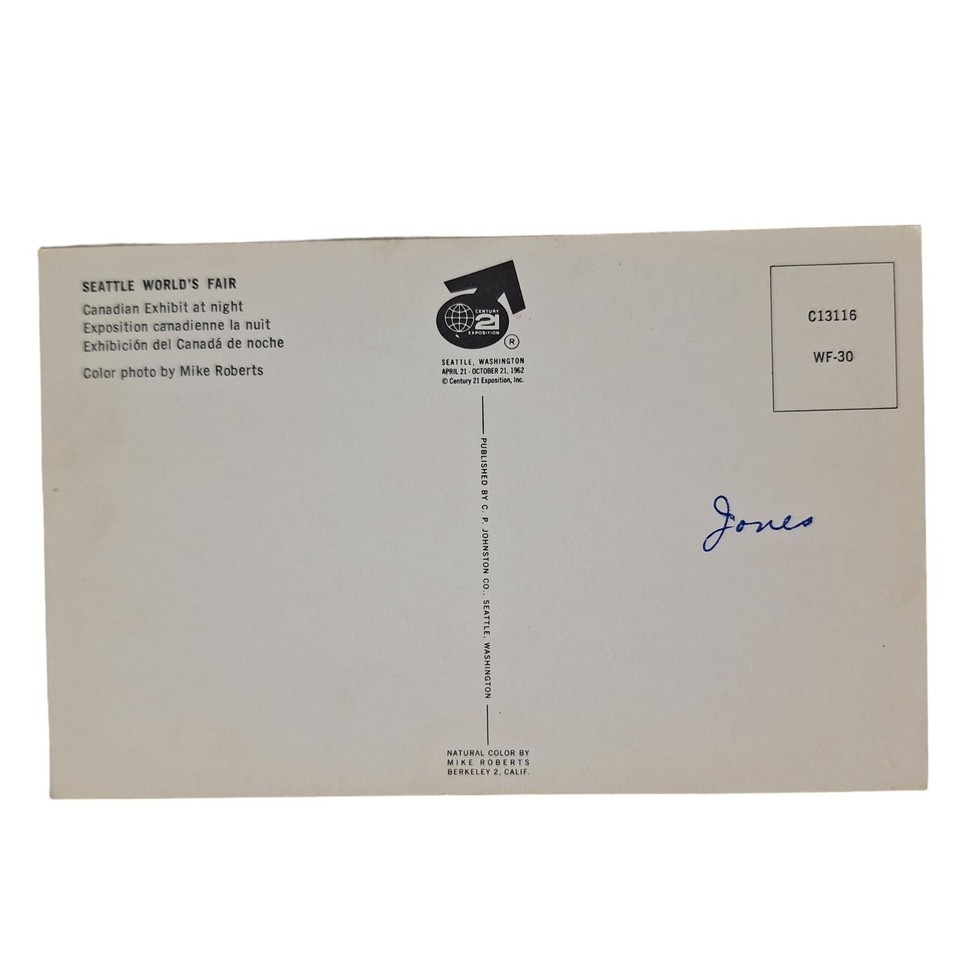 SEATTLE WORLD'S FAIR
Canadian Exhibit at night
Exposition canadienne la nuit
Exhibición del Canadá de noche
Color photo by Mike Roberts
CENTURY
21
EXPOSITION
®
SEATTLE, WASHINGTON
APRIL 21 - OCTOBER 21, 1962
© Century 21 Exposition, Inc.
PUBLISHED BY C. P. JOHNSTON CO., SEATTLE, WASHINGTON
NATURAL COLOR BY
MIKE ROBERTS
BERKELEY 2, CALIF.
C13116
WF-30
Jones